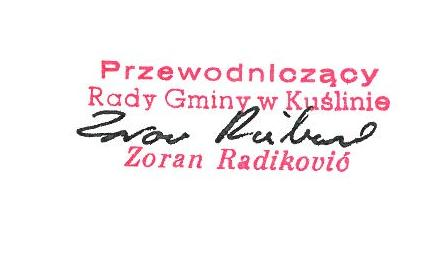 Przewodniczący
Rady Gminy w Kuślinie
Zoran Radiković